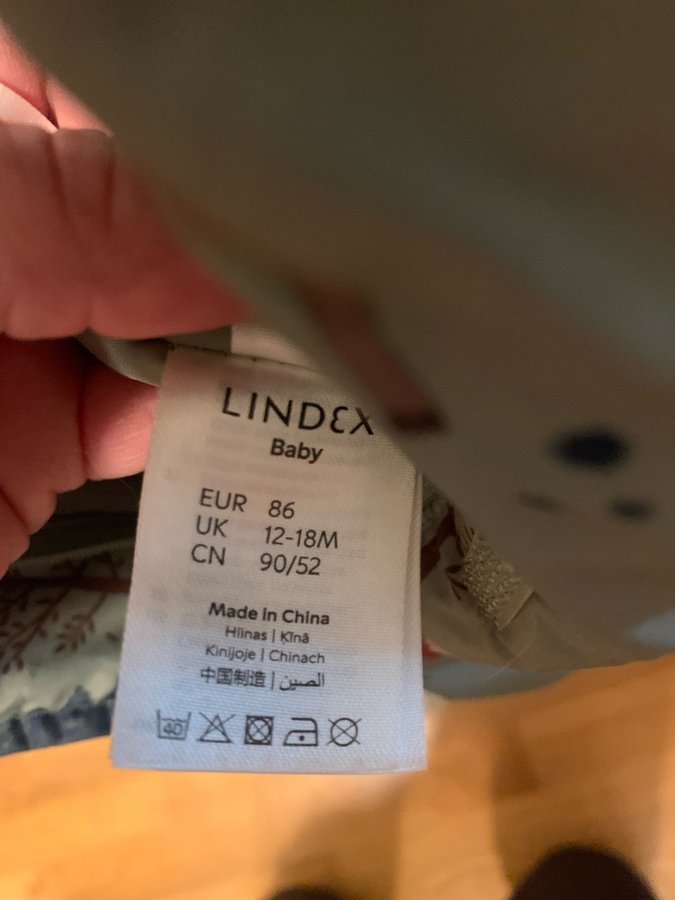 LINDEX
Baby
EUR 86
UK 12-18M
CN 90/52
Made in China
Hiinas | Ķīnā
Kinijoje | Chinach
中国制造 | الصين
40